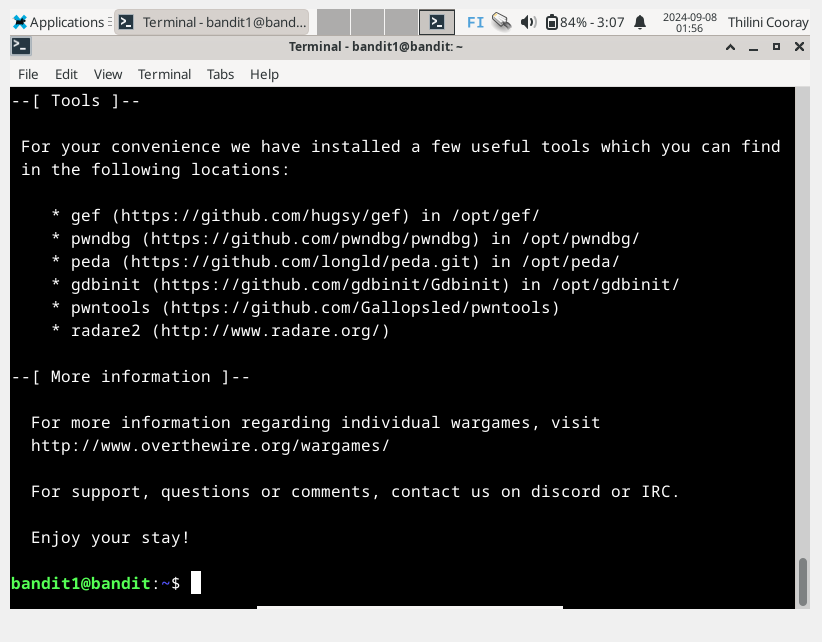 Applications
Terminal - bandit1@band...
FI
84% - 3:07
2024-09-08
01:56
Thilini Cooray
Terminal - bandit1@bandit: ~
File Edit View Terminal Tabs Help
--[ Tools ]--
For your convenience we have installed a few useful tools which you can find
in the following locations:
* gef (https://github.com/hugsy/gef) in /opt/gef/
* pwndbg (https://github.com/pwndbg/pwndbg) in /opt/pwndbg/
* peda (https://github.com/longld/peda.git) in /opt/peda/
* gdbinit (https://github.com/gdbinit/Gdbinit) in /opt/gdbinit/
* pwntools (https://github.com/Gallopsled/pwntools)
* radare2 (http://www.radare.org/)
--[ More information ]--
For more information regarding individual wargames, visit
http://www.overthewire.org/wargames/
For support, questions or comments, contact us on discord or IRC.
Enjoy your stay!
bandit1@bandit:~$